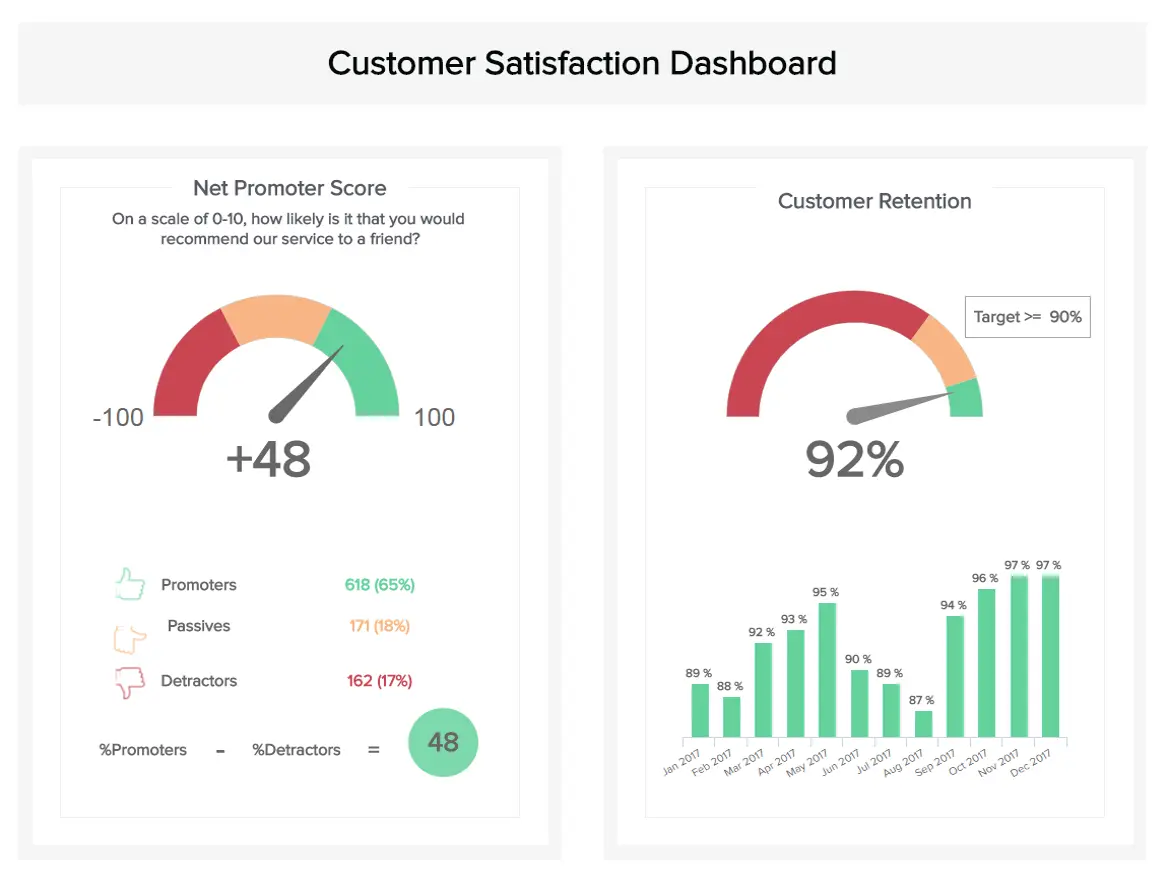 Customer Satisfaction Dashboard
Net Promoter Score
On a scale of 0-10, how likely is it that you would
recommend our service to a friend?
-100
100
+48
Promoters 618 (65%)
Passives 171 (18%)
Detractors 162 (17%)
%Promoters - %Detractors = 48
Customer Retention
Target >= 90%
92%
89 %
88 %
92 %
93 %
95 %
90 %
89 %
87 %
94 %
96 %
97 %
97 %
Jan 2017
Feb 2017
Mar 2017
Apr 2017
May 2017
Jun 2017
Jul 2017
Aug 2017
Sep 2017
Oct 2017
Nov 2017
Dec 2017